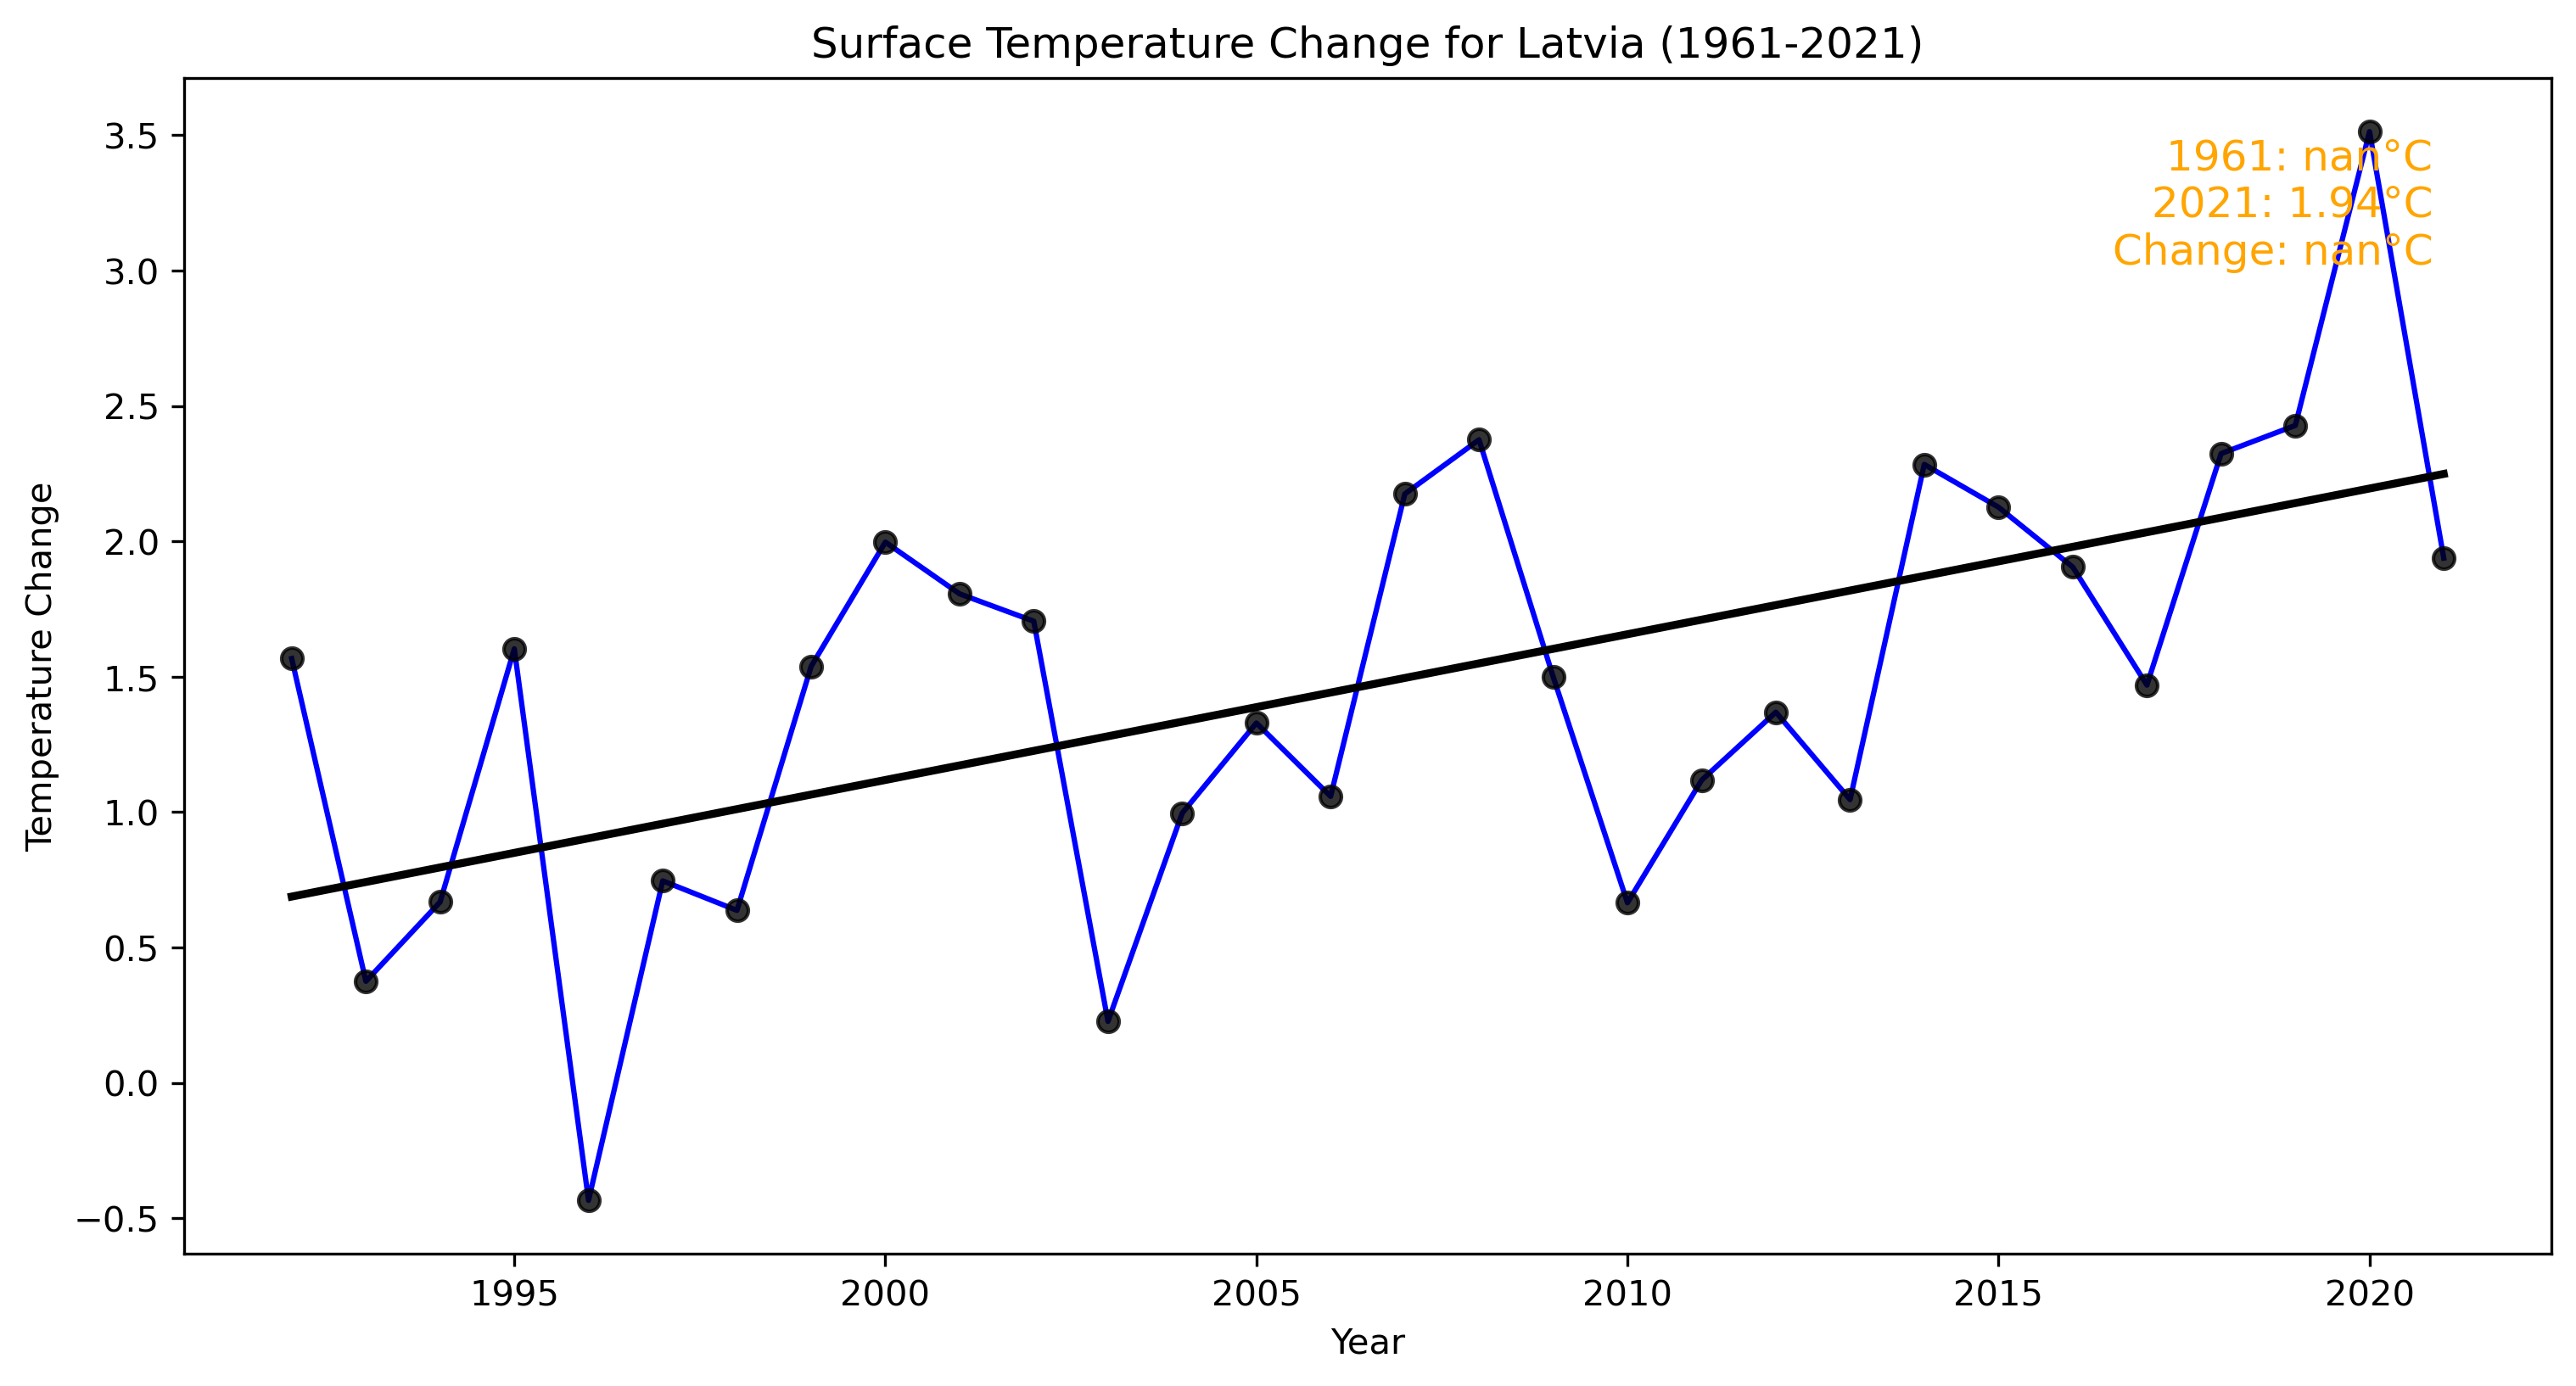 Surface Temperature Change for Latvia (1961-2021)
3.5
3.0
2.5
2.0
1.5
1.0
0.5
0.0
−0.5
Temperature Change
1961: nan°C
2021: 1.94°C
Change: nan°C
1995 2000 2005 2010 2015 2020
Year